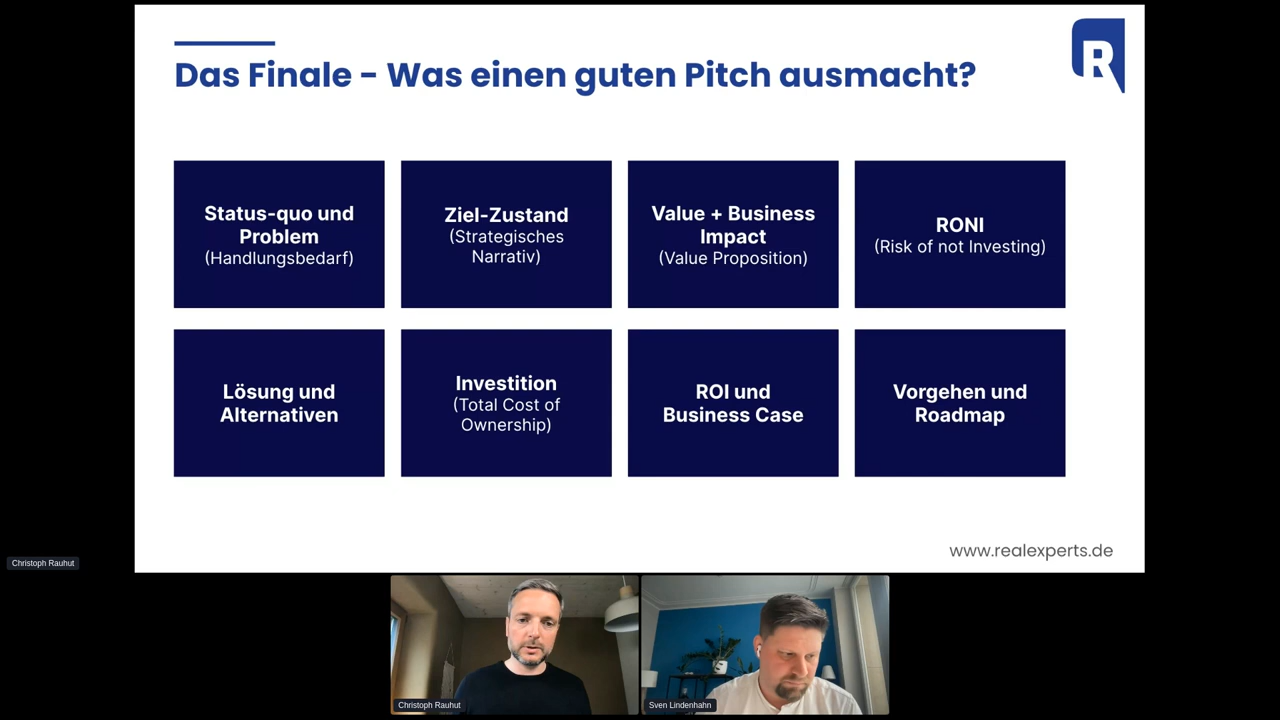 Das Finale - Was einen guten Pitch ausmacht?
R
Status-quo und
Problem
(Handlungsbedarf)
Ziel-Zustand
(Strategisches
Narrativ)
Value + Business
Impact
(Value Proposition)
RONI
(Risk of not Investing)
Lösung und
Alternativen
Investition
(Total Cost of
Ownership)
ROI und
Business Case
Vorgehen und
Roadmap
www.realexperts.de
Christoph Rauhut
Christoph Rauhut
Sven Lindenhahn